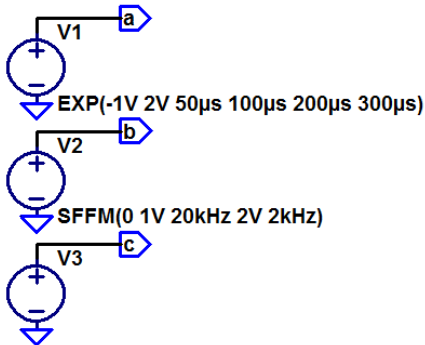 a
V1
EXP(-1V 2V 50µs 100µs 200µs 300µs)
b
V2
SFFM(0 1V 20kHz 2V 2kHz)
c
V3